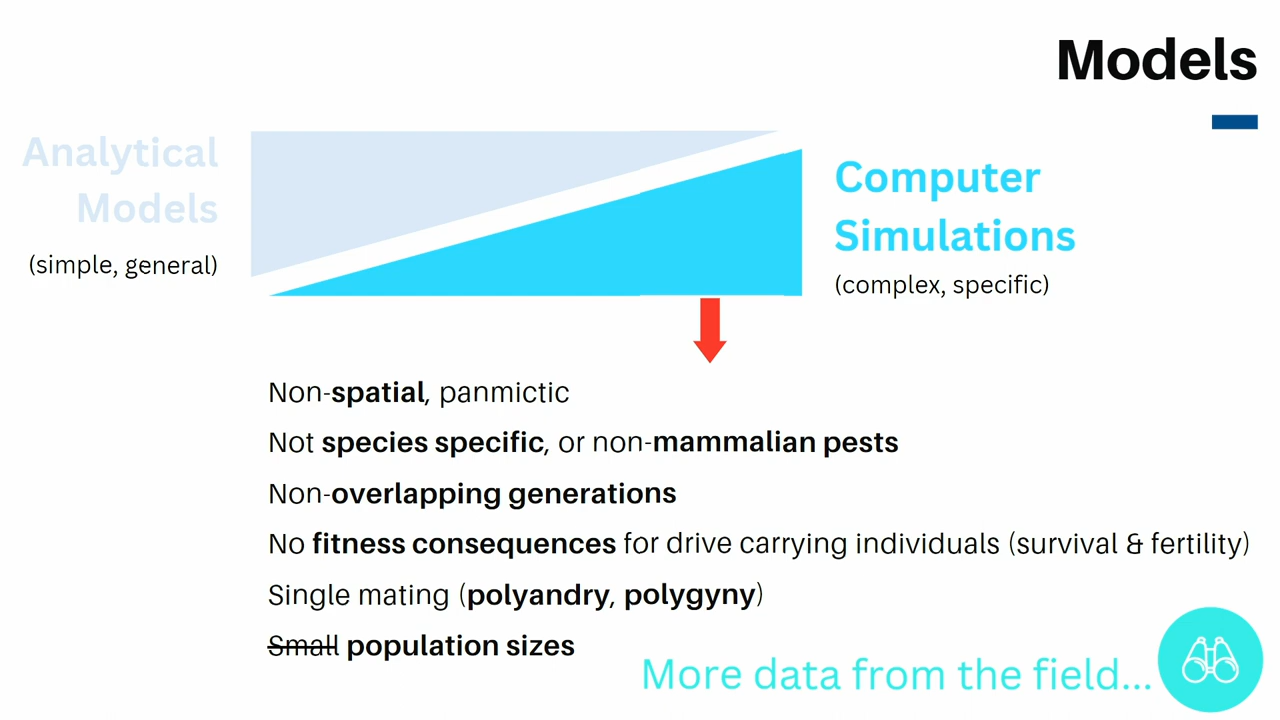 Models
Analytical
Models
(simple, general)
Computer
Simulations
(complex, specific)
Non-spatial, panmictic
Not species specific, or non-mammalian pests
Non-overlapping generations
No fitness consequences for drive carrying individuals (survival & fertility)
Single mating (polyandry, polygyny)
Small population sizes
More data from the field...